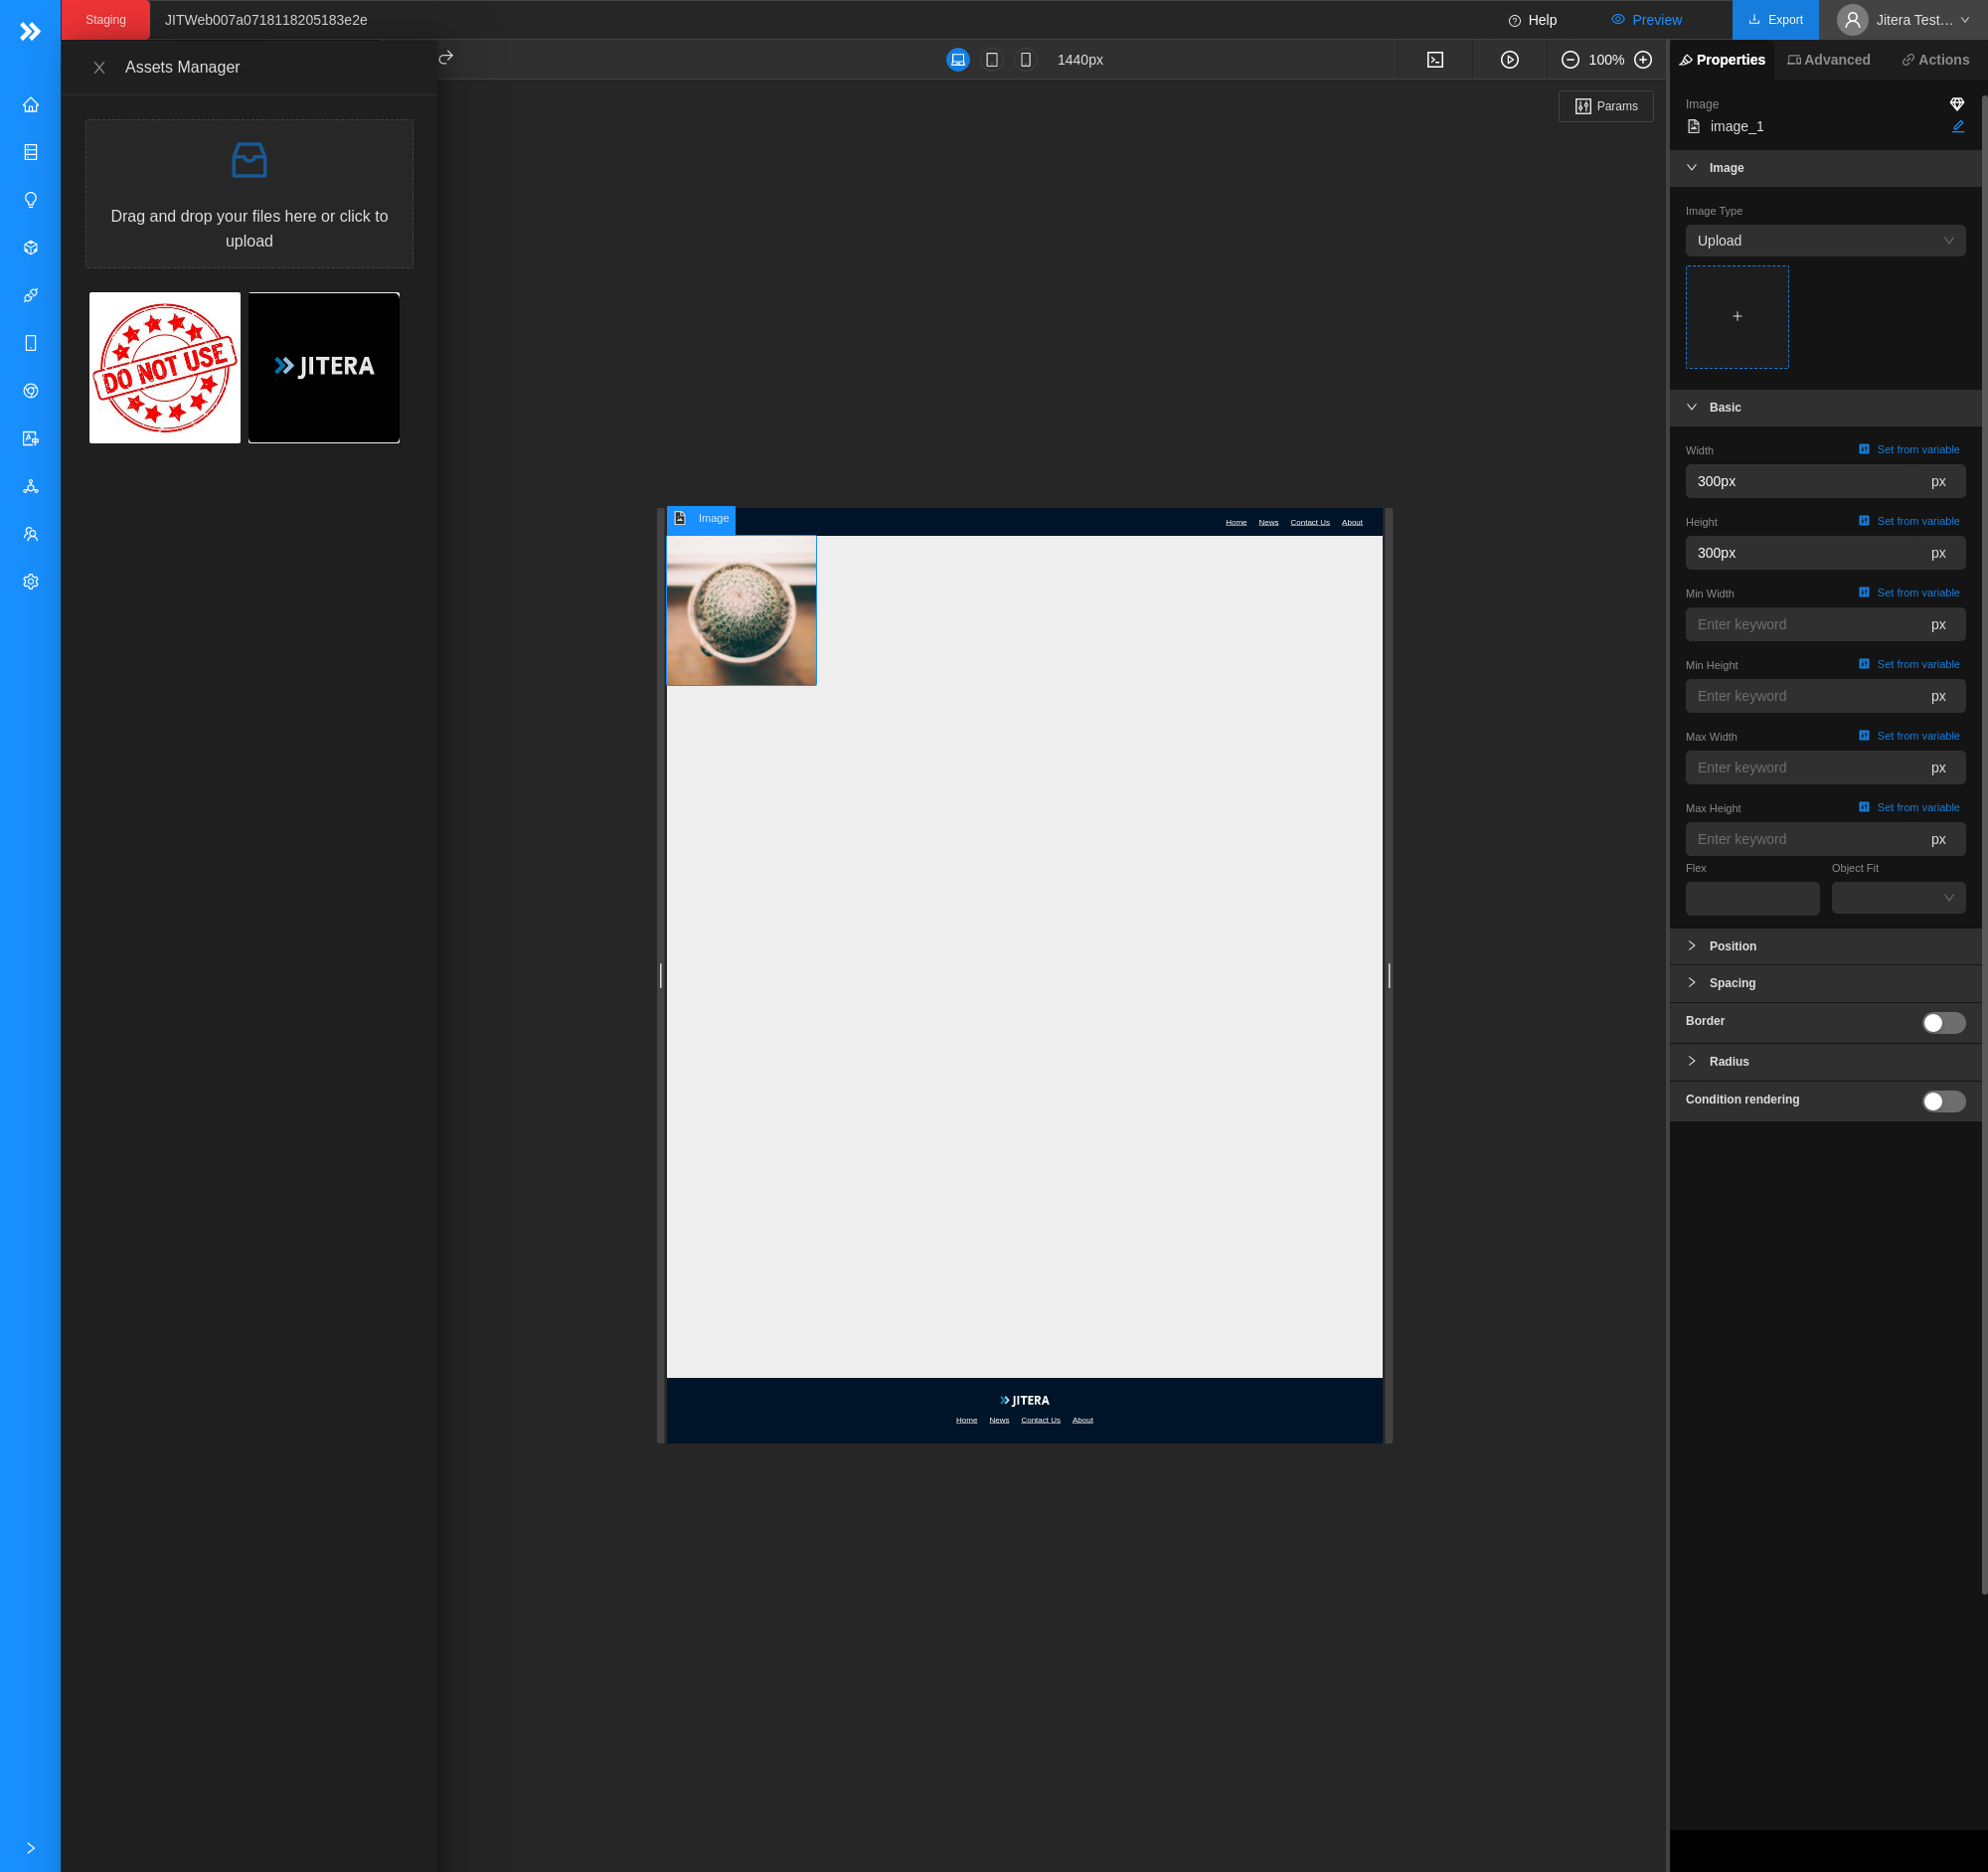 Staging
JITWeb007a0718118205183e2e
Help
Preview
Export
Jitera Test…
Assets Manager
1440px
100%
Properties
Advanced
Actions
Params
Drag and drop your files here or click to
upload
DO NOT USE
JITERA
Image
image_1
Image
Image Type
Upload
Basic
Width
Set from variable
300px
px
Height
Set from variable
300px
px
Min Width
Set from variable
Enter keyword
px
Min Height
Set from variable
Enter keyword
px
Max Width
Set from variable
Enter keyword
px
Max Height
Set from variable
Enter keyword
px
Flex
Object Fit
Position
Spacing
Border
Radius
Condition rendering
Image
Home News Contact Us About
JITERA
Home News Contact Us About